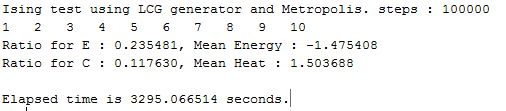 Ising test using LCG generator and Metropolis. steps : 100000
1 2 3 4 5 6 7 8 9 10
Ratio for E : 0.235481, Mean Energy : -1.475408
Ratio for C : 0.117630, Mean Heat : 1.503688
Elapsed time is 3295.066514 seconds.